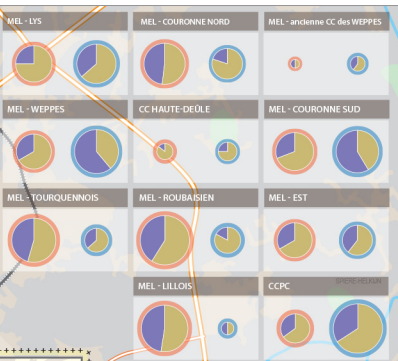 MEL - LYS
MEL - COURONNE NORD
MEL - ancienne CC des WEPPES
MEL - WEPPES
CC HAUTE-DEÛLE
MEL - COURONNE SUD
MEL - TOURQUENNOIS
MEL - ROUBAISIEN
MEL - EST
MEL - LILLOIS
CCPC